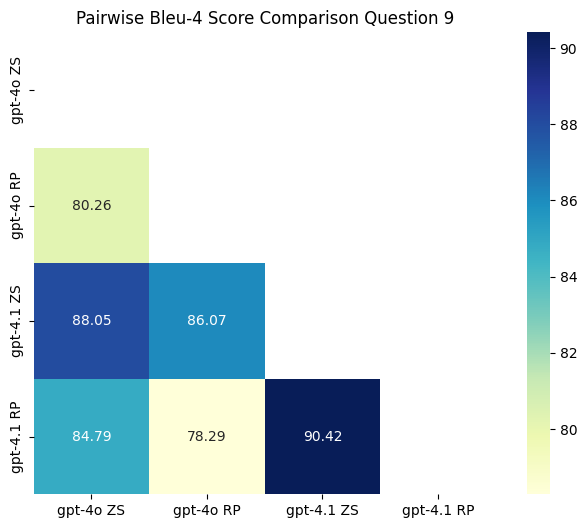 Pairwise Bleu-4 Score Comparison Question 9
gpt-4o ZS
gpt-4o RP
gpt-4.1 ZS
gpt-4.1 RP
80.26
88.05 86.07
84.79 78.29 90.42
gpt-4o ZS gpt-4o RP gpt-4.1 ZS gpt-4.1 RP
90
88
86
84
82
80